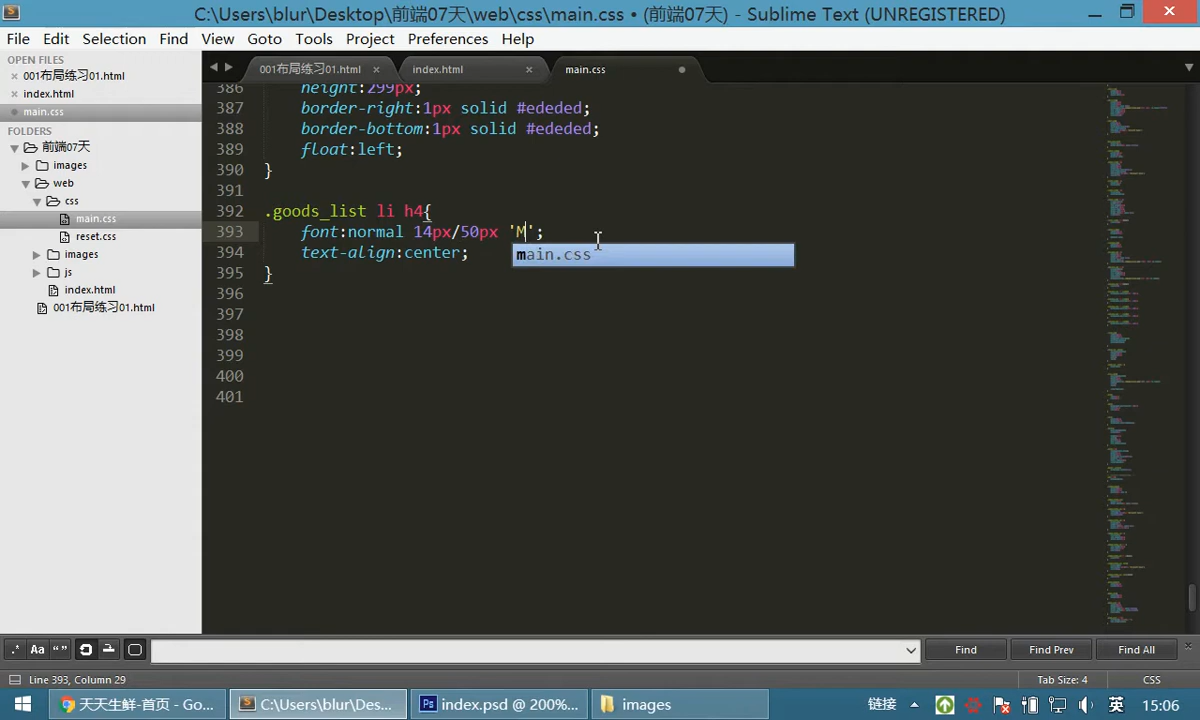 C:\Users\blur\Desktop\前端07天\web\css\main.css • (前端07天) - Sublime Text (UNREGISTERED)
File Edit Selection Find View Goto Tools Project Preferences Help
OPEN FILES
001布局练习01.html
index.html
main.css
FOLDERS
前端07天
images
web
css
main.css
reset.css
images
js
index.html
001布局练习01.html
001布局练习01.html index.html main.css
386 height:299px;
387 border-right:1px solid #ededed;
388 border-bottom:1px solid #ededed;
389 float:left;
390 }
391
392 .goods_list li h4{
393 font:normal 14px/50px 'M';
394 text-align:center;
main.css
395 }
396
397
398
399
400
401
.* Aa “” Find Find Prev Find All
Line 393, Column 29 Tab Size: 4 CSS
天天生鲜-首页 - Go... C:\Users\blur\Des... index.psd @ 200%... images 链接 英 15:06